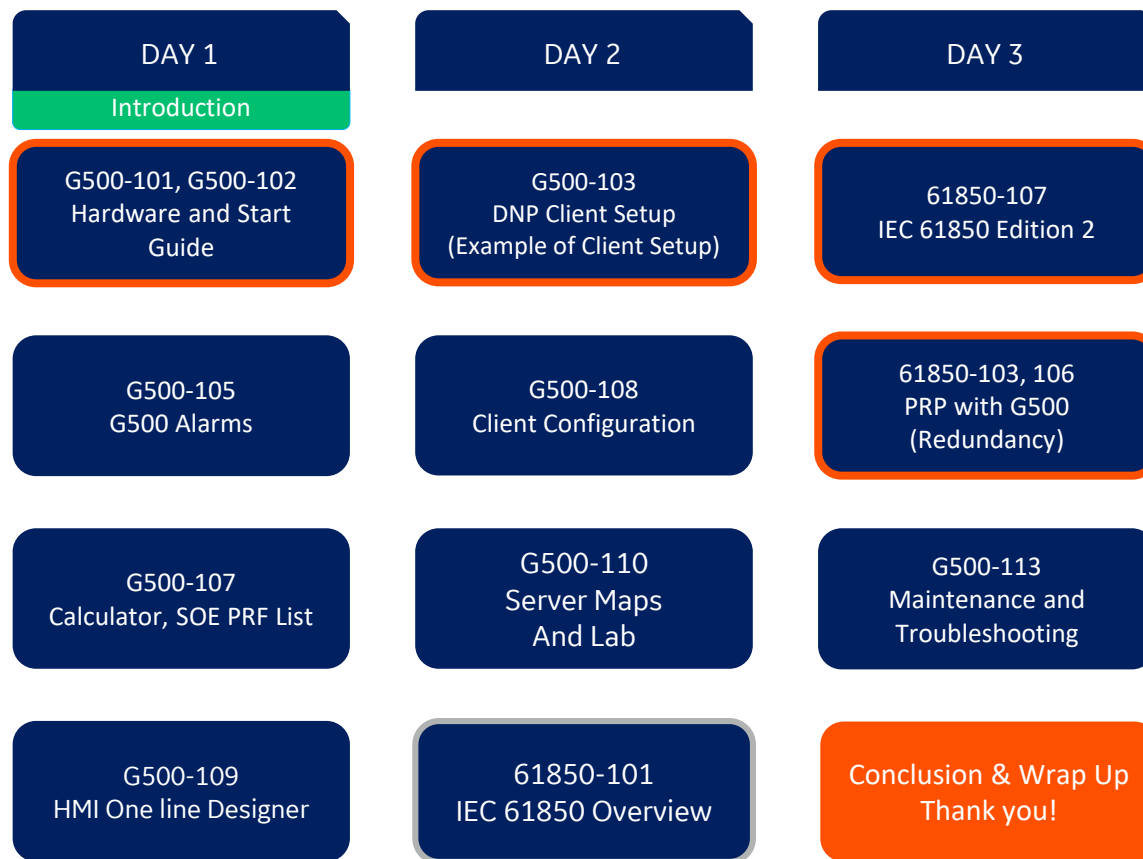 DAY 1
Introduction
G500-101, G500-102
Hardware and Start
Guide
G500-105
G500 Alarms
G500-107
Calculator, SOE PRF List
G500-109
HMI One line Designer
DAY 2
G500-103
DNP Client Setup
(Example of Client Setup)
G500-108
Client Configuration
G500-110
Server Maps
And Lab
61850-101
IEC 61850 Overview
DAY 3
61850-107
IEC 61850 Edition 2
61850-103, 106
PRP with G500
(Redundancy)
G500-113
Maintenance and
Troubleshooting
Conclusion & Wrap Up
Thank you!